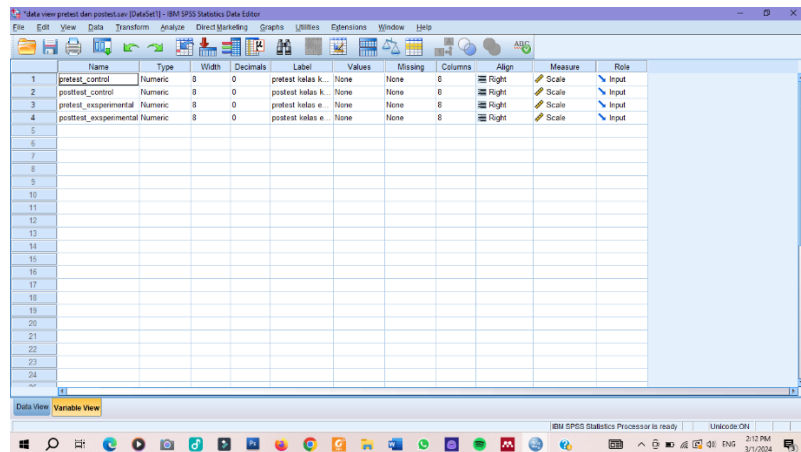 *data view pretest dan postest.sav [DataSet1] - IBM SPSS Statistics Data Editor
File Edit View Data Transform Analyze Direct Marketing Graphs Utilities Extensions Window Help
Name Type Width Decimals Label Values Missing Columns Align Measure Role
1 pretest_control Numeric 8 0 pretest kelas k... None None 8 Right Scale Input
2 posttest_control Numeric 8 0 postest kelas k... None None 8 Right Scale Input
3 pretest_exsperimental Numeric 8 0 pretest kelas e... None None 8 Right Scale Input
4 posttest_exsperimental Numeric 8 0 postest kelas e... None None 8 Right Scale Input
5
6
7
8
9
10
11
12
13
14
15
16
17
18
19
20
21
22
23
24
Data View Variable View
IBM SPSS Statistics Processor is ready Unicode:ON
ENG 2:12 PM
3/1/2024